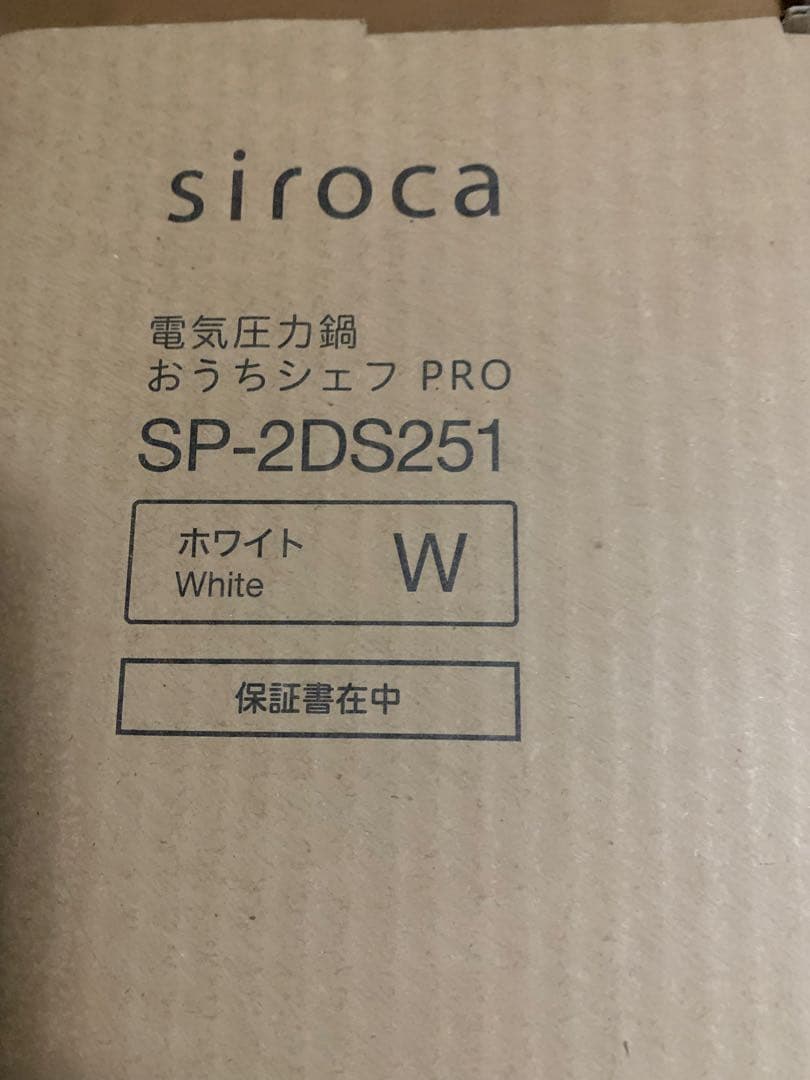 siroca
電気圧力鍋
おうちシェフ PRO
SP-2DS251
ホワイト
White
W
保証書在中